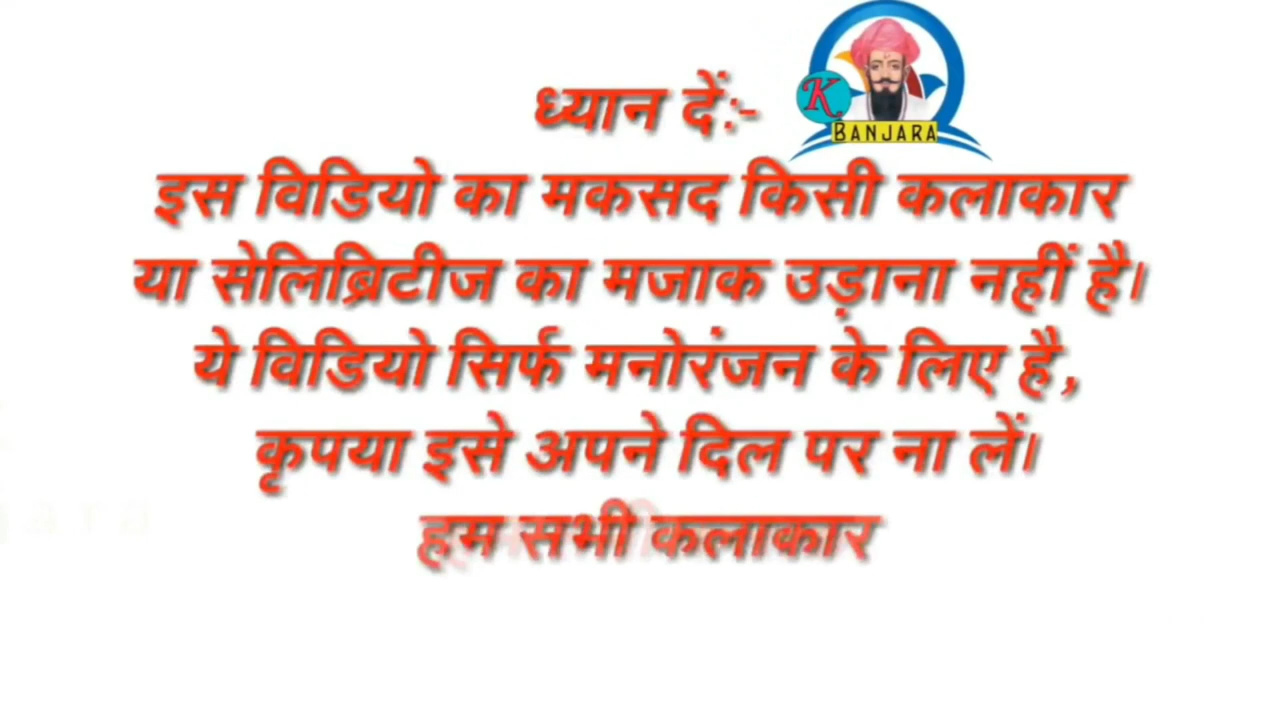 ध्यान दें:-
K
BANJARA
इस विडियो का मकसद किसी कलाकार
या सेलिब्रिटीज का मजाक उड़ाना नहीं है।
ये विडियो सिर्फ मनोरंजन के लिए है,
कृपया इसे अपने दिल पर ना लें।
हम सभी कलाकार